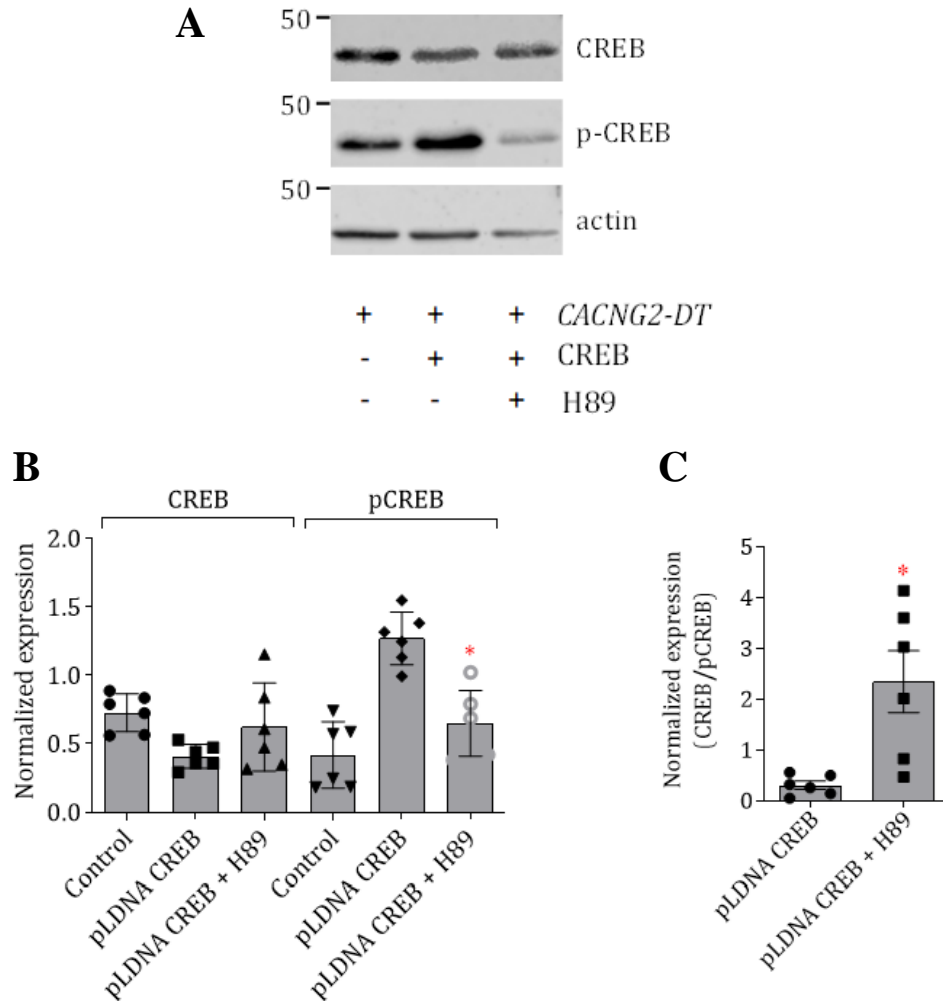 A
50
CREB
50
p-CREB
50
actin
+ + + CACNG2-DT
- + + CREB
- - + H89
B
CREB pCREB
Normalized expression
2.0
1.5
1.0
0.5
0.0
*
Control
pLDNA CREB
pLDNA CREB + H89
Control
pLDNA CREB
pLDNA CREB + H89
C
Normalized expression
(CREB/pCREB)
5
4
3
2
1
0
*
pLDNA CREB
pLDNA CREB + H89